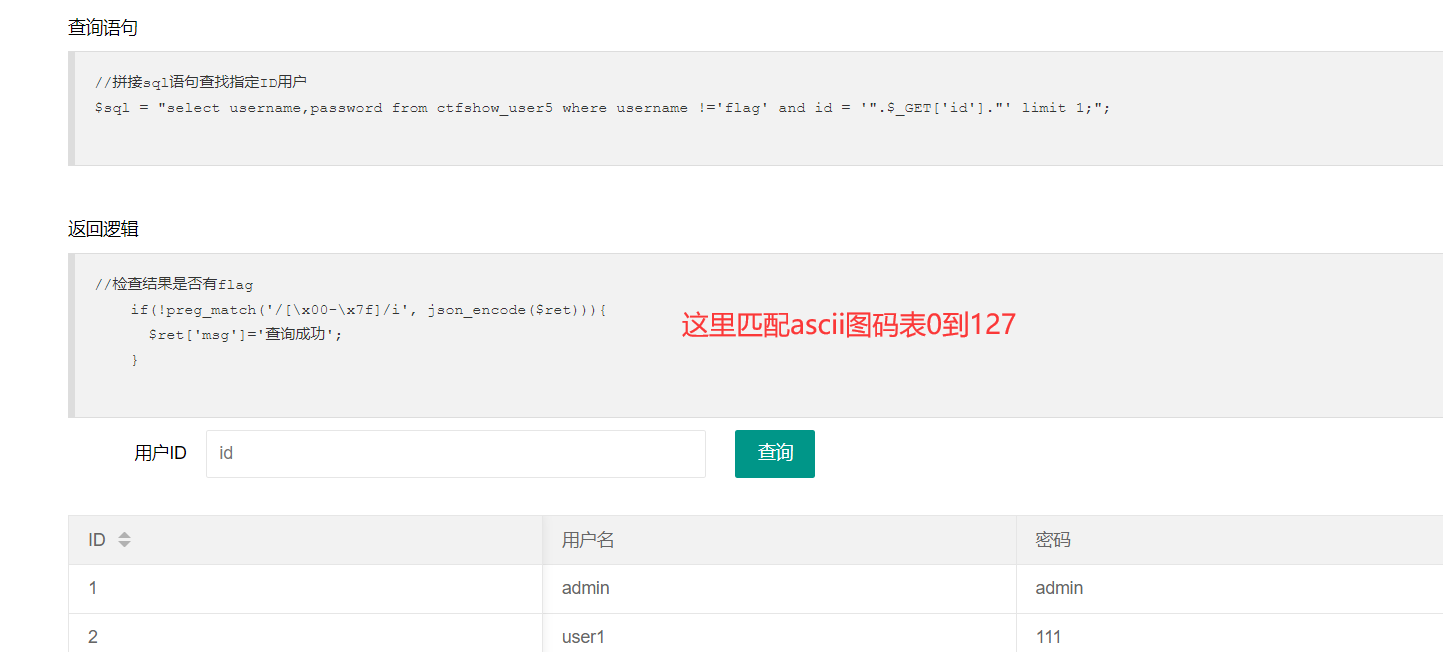 查询语句
//拼接sql语句查找指定ID用户
$sql = "select username,password from ctfshow_user5 where username !='flag' and id = '".$_GET['id']."' limit 1;";
返回逻辑
//检查结果是否有flag
if(!preg_match('/[\x00-\x7f]/i', json_encode($ret))){
$ret['msg']='查询成功';
}
这里匹配ascii图码表0到127
用户ID id 查询
ID 用户名 密码
1 admin admin
2 user1 111